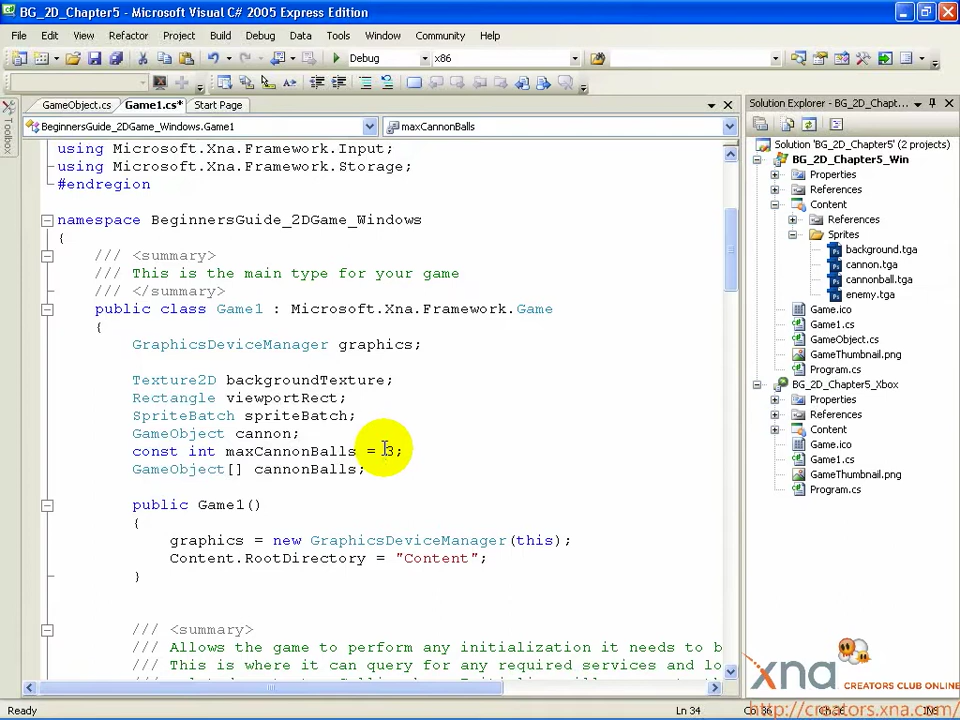 BG_2D_Chapter5 - Microsoft Visual C# 2005 Express Edition
File Edit View Refactor Project Build Debug Data Tools Window Community Help
Debug x86
GameObject.cs Game1.cs* Start Page
BeginnersGuide_2DGame_Windows.Game1 maxCannonBalls
Toolbox
using Microsoft.Xna.Framework.Input;
using Microsoft.Xna.Framework.Storage;
#endregion
namespace BeginnersGuide_2DGame_Windows
{
/// <summary>
/// This is the main type for your game
/// </summary>
public class Game1 : Microsoft.Xna.Framework.Game
{
GraphicsDeviceManager graphics;
Texture2D backgroundTexture;
Rectangle viewportRect;
SpriteBatch spriteBatch;
GameObject cannon;
const int maxCannonBalls = 3;
GameObject[] cannonBalls;
public Game1()
{
graphics = new GraphicsDeviceManager(this);
Content.RootDirectory = "Content";
}
/// <summary>
/// Allows the game to perform any initialization it needs to b
/// This is where it can query for any required services and lo
Solution Explorer - BG_2D_Chapt...
Solution 'BG_2D_Chapter5' (2 projects)
BG_2D_Chapter5_Win
Properties
References
Content
References
Sprites
background.tga
cannon.tga
cannonball.tga
enemy.tga
Game.ico
Game1.cs
GameObject.cs
GameThumbnail.png
Program.cs
BG_2D_Chapter5_Xbox
Properties
References
Content
Game.ico
Game1.cs
GameThumbnail.png
Program.cs
xna CREATORS CLUB ONLINE
http://creators.xna.com/
Ready Ln 34 Col 36 INS